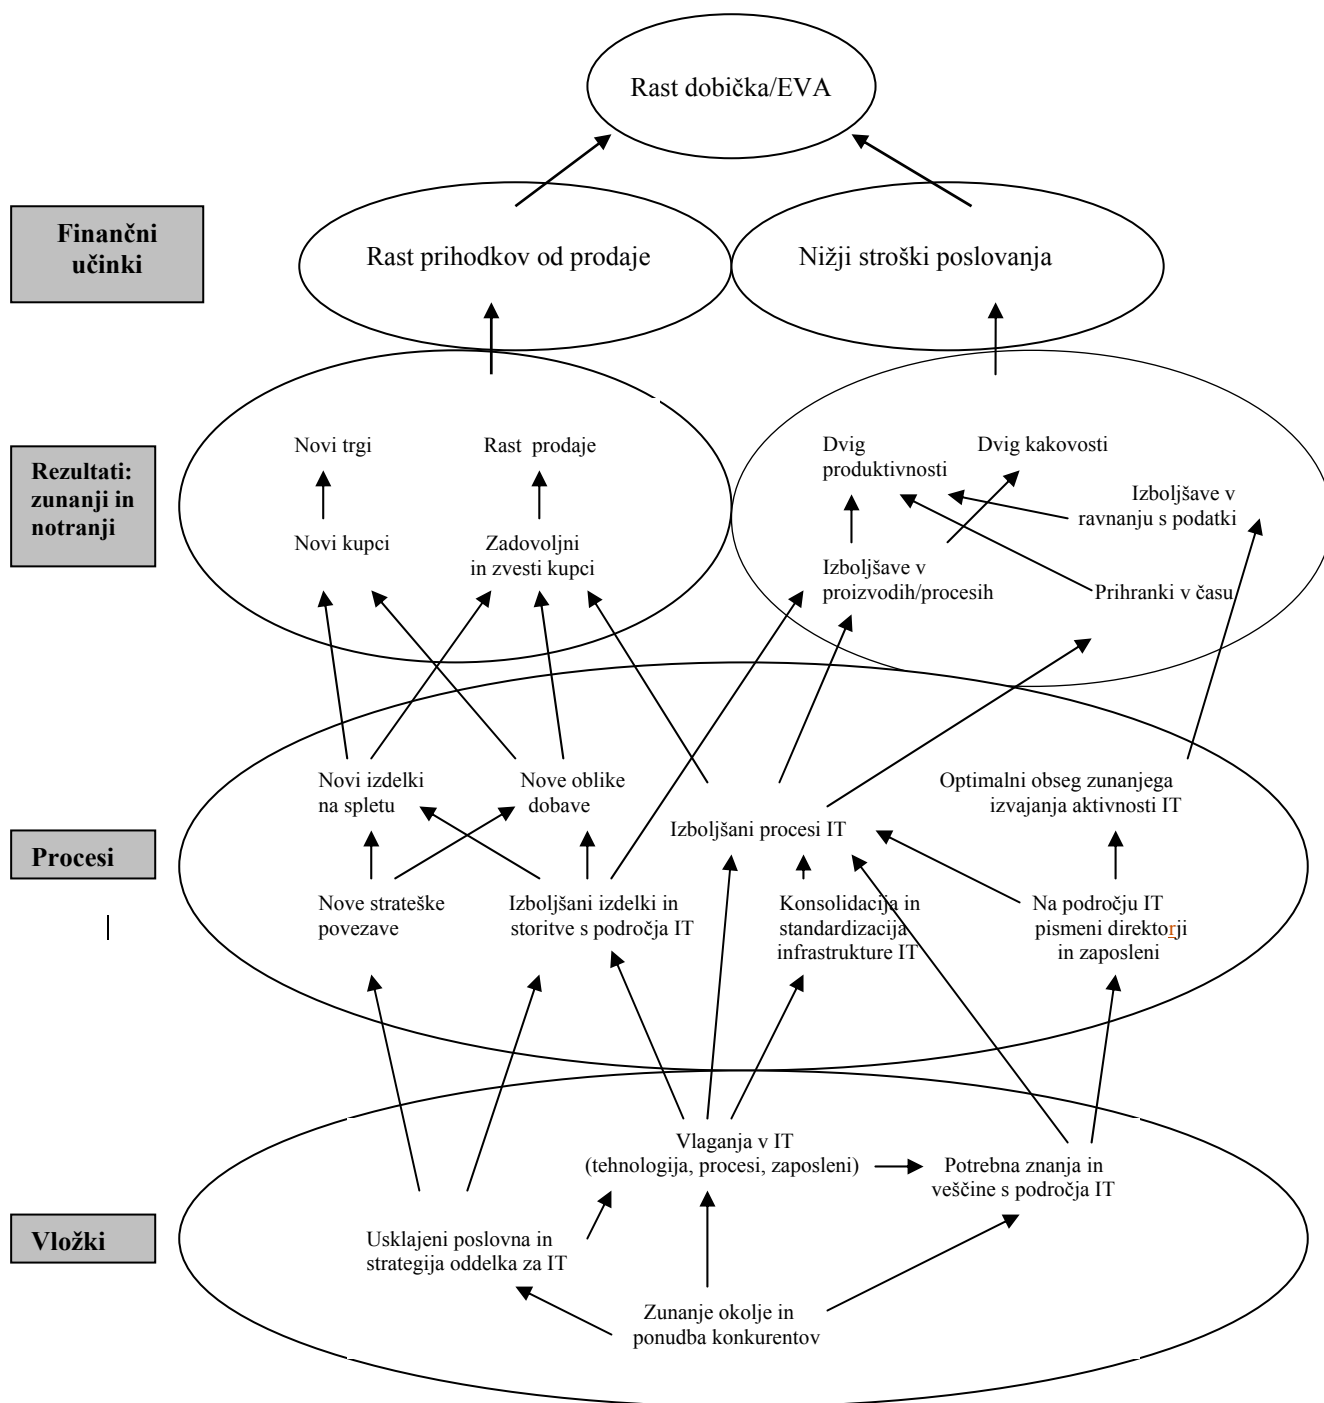 Rast dobička/EVA
Finančni
učinki
Rast prihodkov od prodaje
Nižji stroški poslovanja
Rezultati:
zunanji in
notranji
Novi trgi
Rast prodaje
Dvig
produktivnosti
Dvig kakovosti
Izboljšave v
ravnanju s podatki
Novi kupci
Zadovoljni
in zvesti kupci
Izboljšave v
proizvodih/procesih
Prihranki v času
Procesi
Novi izdelki
na spletu
Nove oblike
dobave
Izboljšani procesi IT
Optimalni obseg zunanjega
izvajanja aktivnosti IT
Nove strateške
povezave
Izboljšani izdelki in
storitve s področja IT
Konsolidacija in
standardizacija
infrastrukture IT
Na področju IT
pismeni direktorji
in zaposleni
Vložki
Vlaganja v IT
(tehnologija, procesi, zaposleni)
Potrebna znanja in
veščine s področja IT
Usklajeni poslovna in
strategija oddelka za IT
Zunanje okolje in
ponudba konkurentov